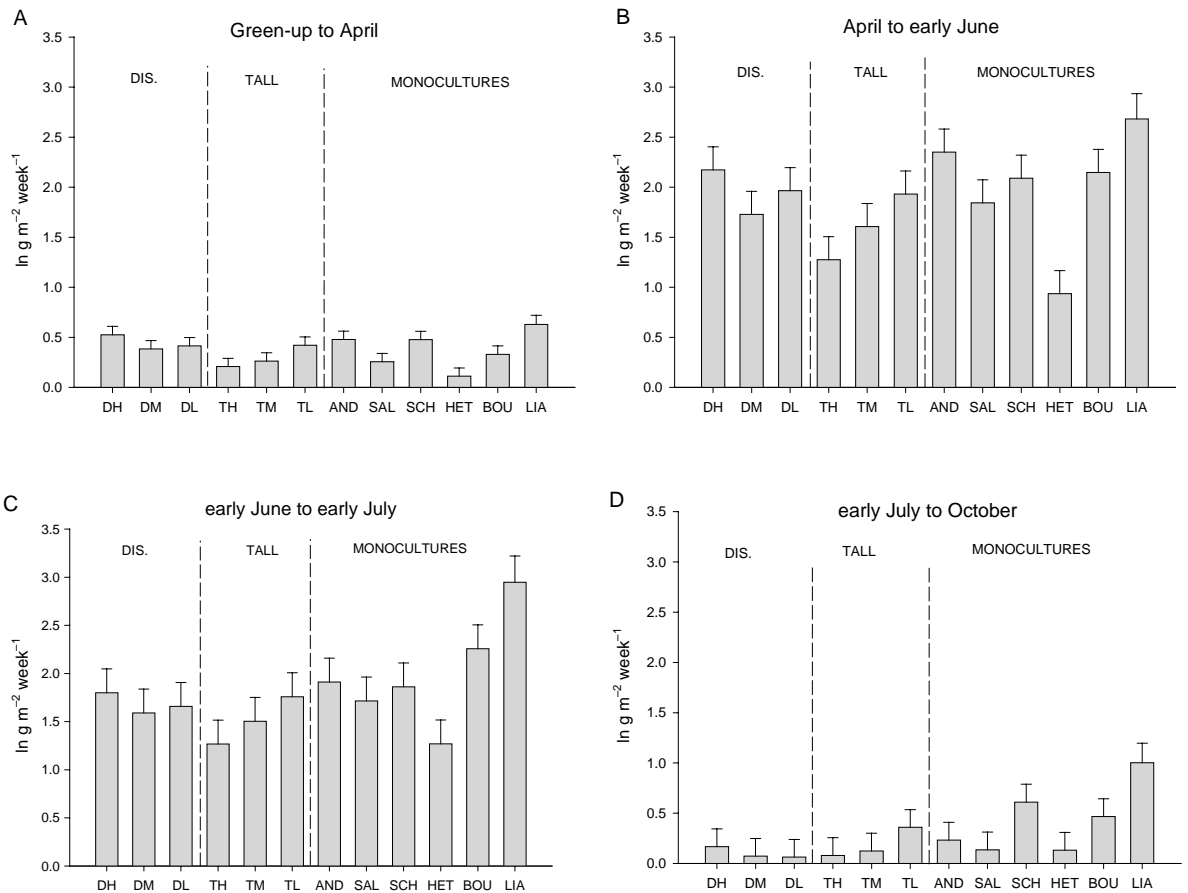 A
Green-up to April
ln g m⁻² week⁻¹
3.5
3.0
2.5
2.0
1.5
1.0
0.5
0.0
DIS. TALL MONOCULTURES
DH DM DL TH TM TL AND SAL SCH HET BOU LIA
B
April to early June
ln g m⁻² week⁻¹
3.5
3.0
2.5
2.0
1.5
1.0
0.5
0.0
DIS. TALL MONOCULTURES
DH DM DL TH TM TL AND SAL SCH HET BOU LIA
C
early June to early July
ln g m⁻² week⁻¹
3.5
3.0
2.5
2.0
1.5
1.0
0.5
0.0
DIS. TALL MONOCULTURES
DH DM DL TH TM TL AND SAL SCH HET BOU LIA
D
early July to October
ln g m⁻² week⁻¹
3.5
3.0
2.5
2.0
1.5
1.0
0.5
0.0
DIS. TALL MONOCULTURES
DH DM DL TH TM TL AND SAL SCH HET BOU LIA